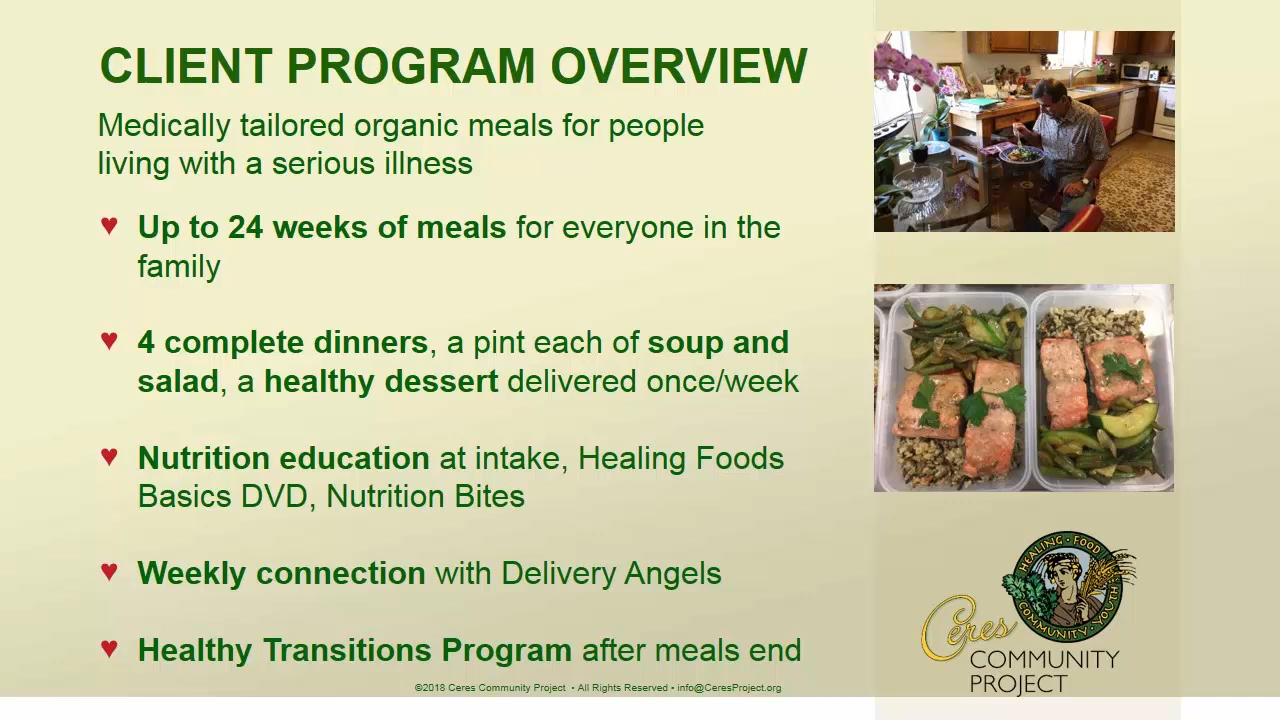 CLIENT PROGRAM OVERVIEW
Medically tailored organic meals for people
living with a serious illness
♥ Up to 24 weeks of meals for everyone in the
family
♥ 4 complete dinners, a pint each of soup and
salad, a healthy dessert delivered once/week
♥ Nutrition education at intake, Healing Foods
Basics DVD, Nutrition Bites
♥ Weekly connection with Delivery Angels
♥ Healthy Transitions Program after meals end
©2018 Ceres Community Project • All Rights Reserved • info@CeresProject.org
HEALING · FOOD
COMMUNITY · YOUTH
Ceres
COMMUNITY
PROJECT